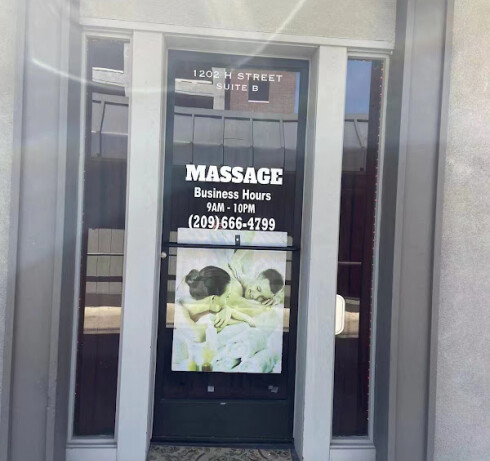 1202 H STREET
SUITE B
MASSAGE
Business Hours
9AM - 10PM
(209)666-4799